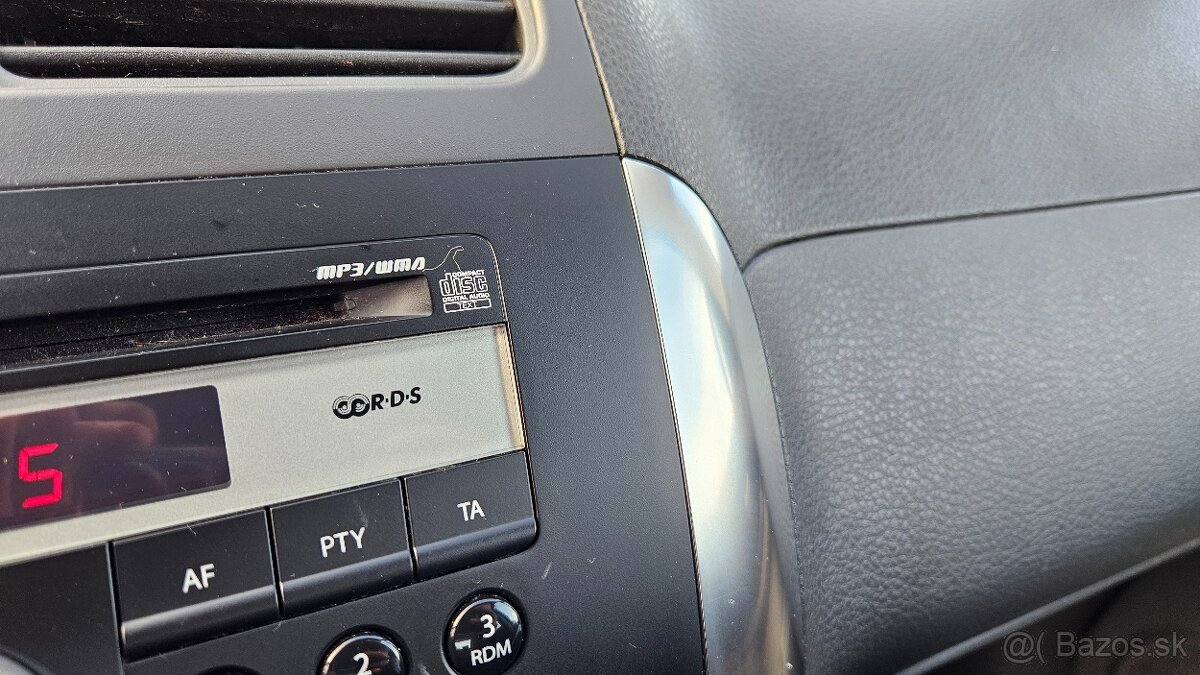 MP3/WMA
COMPACT
disc
DIGITAL AUDIO
TEXT
R·D·S
5
AF
PTY
TA
2
3
RDM
@( Bazos.sk